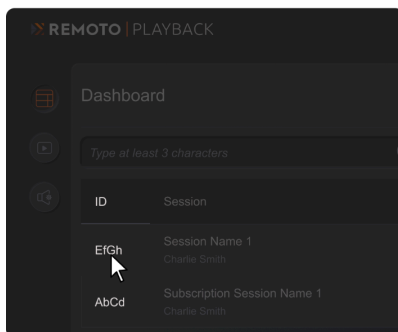 REMOTO | PLAYBACK
Dashboard
Type at least 3 characters
ID Session
EfGh Session Name 1
Charlie Smith
AbCd Subscription Session Name 1
Charlie Smith